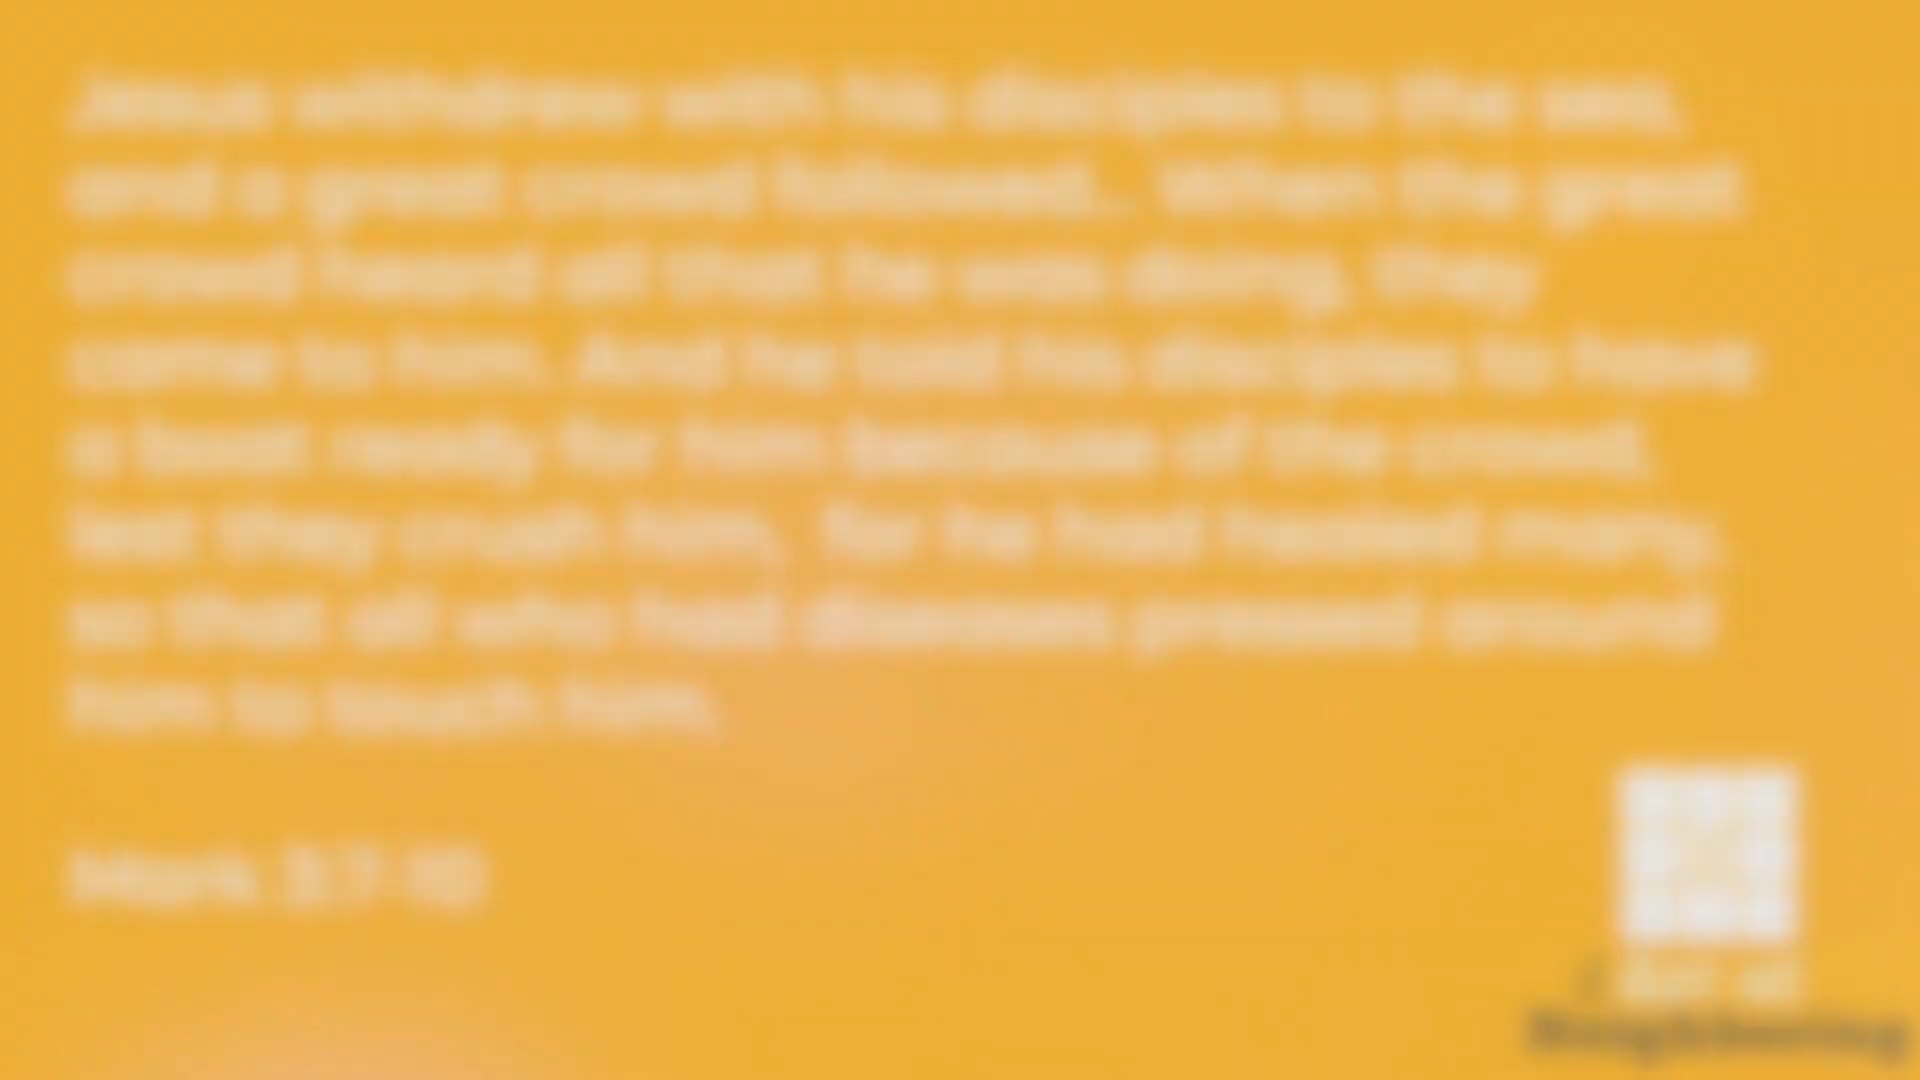 Jesus withdrew with his disciples to the sea,
and a great crowd followed... When the great
crowd heard all that he was doing, they
came to him. And he told his disciples to have
a boat ready for him because of the crowd,
lest they crush him, for he had healed many,
so that all who had diseases pressed around
him to touch him.
Mark 3:7-10
Art of
Neighboring